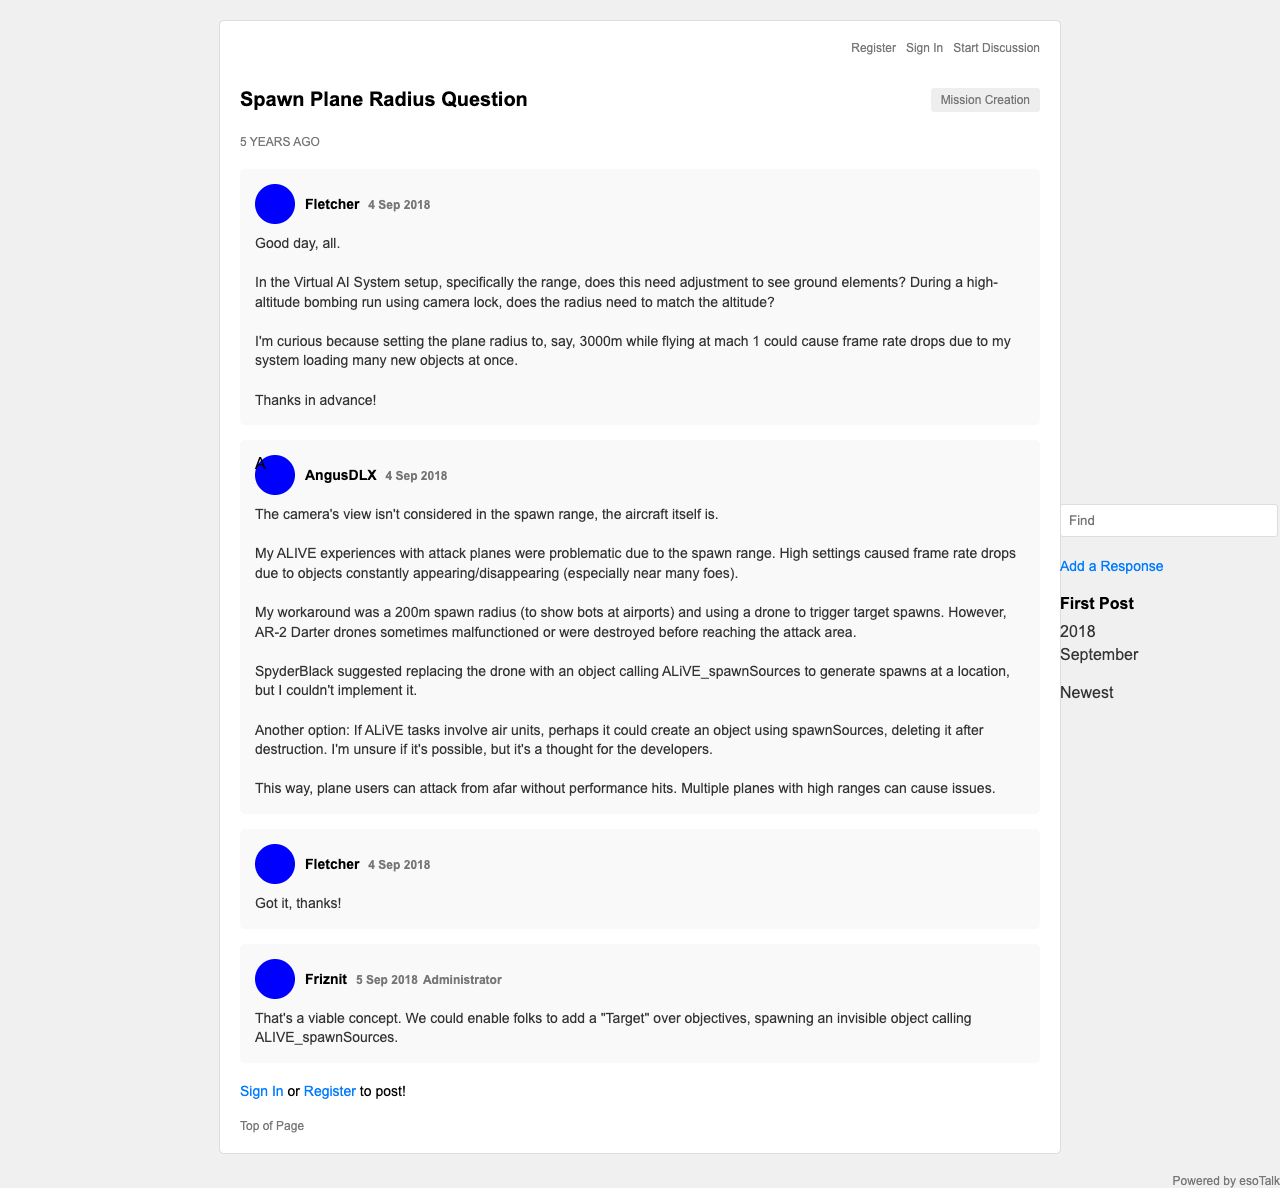 Register Sign In Start Discussion
Spawn Plane Radius Question
Mission Creation
5 YEARS AGO
Fletcher 4 Sep 2018
Good day, all.
In the Virtual AI System setup, specifically the range, does this need adjustment to see ground elements? During a high-
altitude bombing run using camera lock, does the radius need to match the altitude?
I'm curious because setting the plane radius to, say, 3000m while flying at mach 1 could cause frame rate drops due to my
system loading many new objects at once.
Thanks in advance!
A
AngusDLX 4 Sep 2018
The camera's view isn't considered in the spawn range, the aircraft itself is.
My ALIVE experiences with attack planes were problematic due to the spawn range. High settings caused frame rate drops
due to objects constantly appearing/disappearing (especially near many foes).
My workaround was a 200m spawn radius (to show bots at airports) and using a drone to trigger target spawns. However,
AR-2 Darter drones sometimes malfunctioned or were destroyed before reaching the attack area.
SpyderBlack suggested replacing the drone with an object calling ALiVE_spawnSources to generate spawns at a location,
but I couldn't implement it.
Another option: If ALiVE tasks involve air units, perhaps it could create an object using spawnSources, deleting it after
destruction. I'm unsure if it's possible, but it's a thought for the developers.
This way, plane users can attack from afar without performance hits. Multiple planes with high ranges can cause issues.
Fletcher 4 Sep 2018
Got it, thanks!
Friznit 5 Sep 2018 Administrator
That's a viable concept. We could enable folks to add a "Target" over objectives, spawning an invisible object calling
ALIVE_spawnSources.
Sign In or Register to post!
Top of Page
Find
Add a Response
First Post
2018
September
Newest
Powered by esoTalk